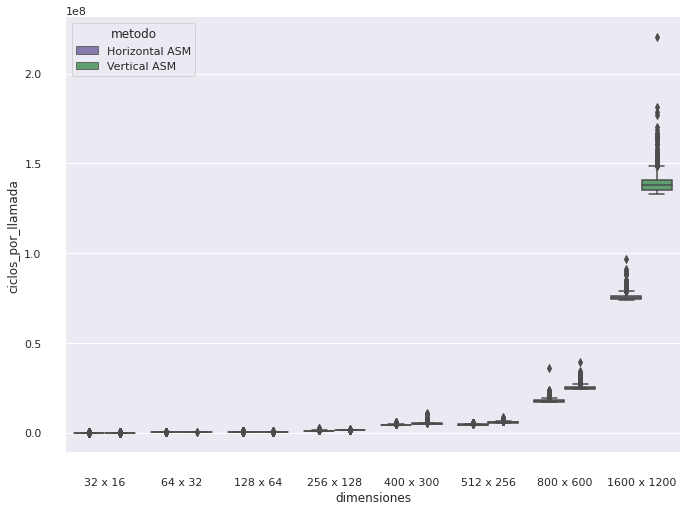 1e8
metodo
Horizontal ASM
Vertical ASM
2.0
1.5
1.0
0.5
0.0
ciclos_por_llamada
32 x 16
64 x 32
128 x 64
256 x 128
400 x 300
512 x 256
800 x 600
1600 x 1200
dimensiones